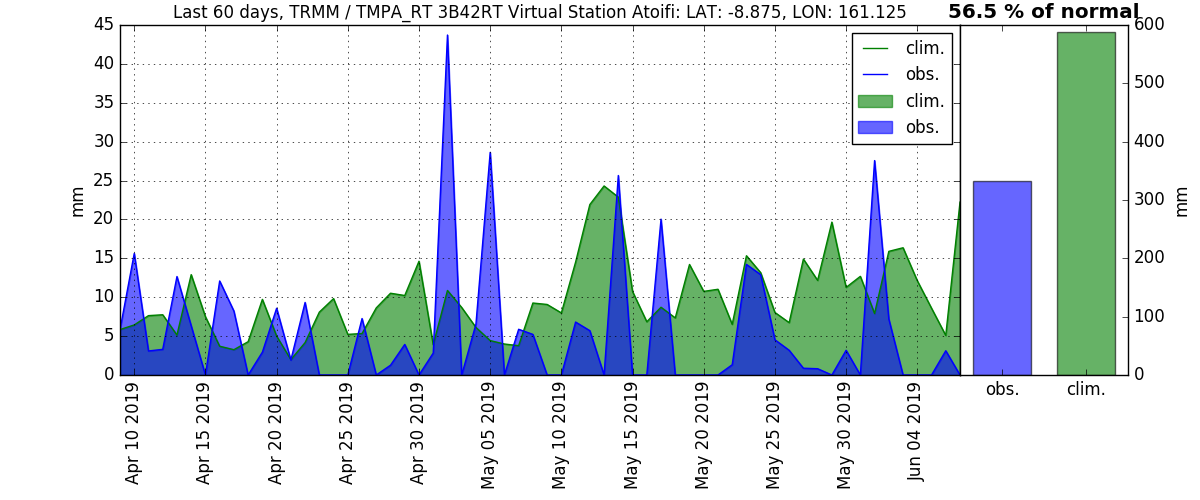 Last 60 days, TRMM / TMPA_RT 3B42RT Virtual Station Atoifi: LAT: -8.875, LON: 161.125
56.5 % of normal
45
40
35
30
25
20
15
10
5
0
mm
clim.
obs.
clim.
obs.
600
500
400
300
200
100
0
mm
Apr 10 2019
Apr 15 2019
Apr 20 2019
Apr 25 2019
Apr 30 2019
May 05 2019
May 10 2019
May 15 2019
May 20 2019
May 25 2019
May 30 2019
Jun 04 2019
obs.
clim.